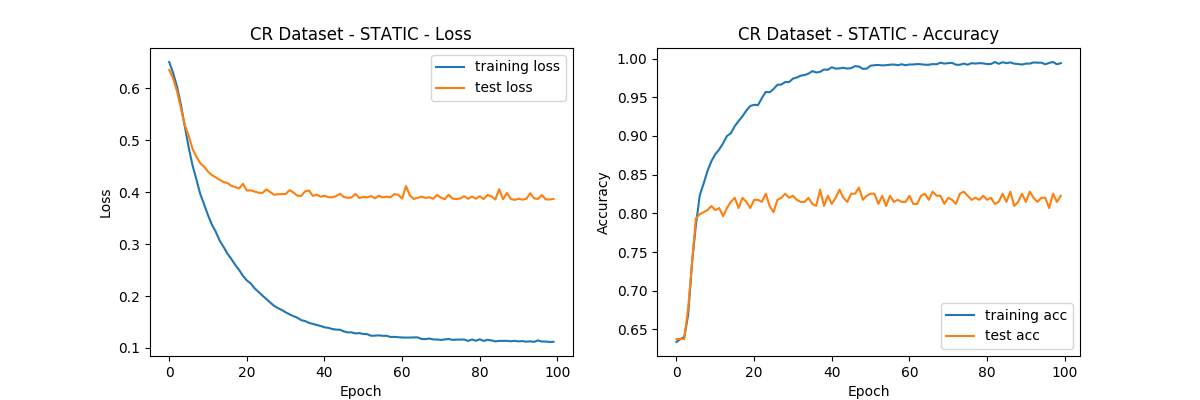 CR Dataset - STATIC - Loss
training loss
test loss
0.6
0.5
0.4
0.3
0.2
0.1
Loss
0 20 40 60 80 100
Epoch
CR Dataset - STATIC - Accuracy
1.00
0.95
0.90
0.85
0.80
0.75
0.70
0.65
Accuracy
training acc
test acc
0 20 40 60 80 100
Epoch